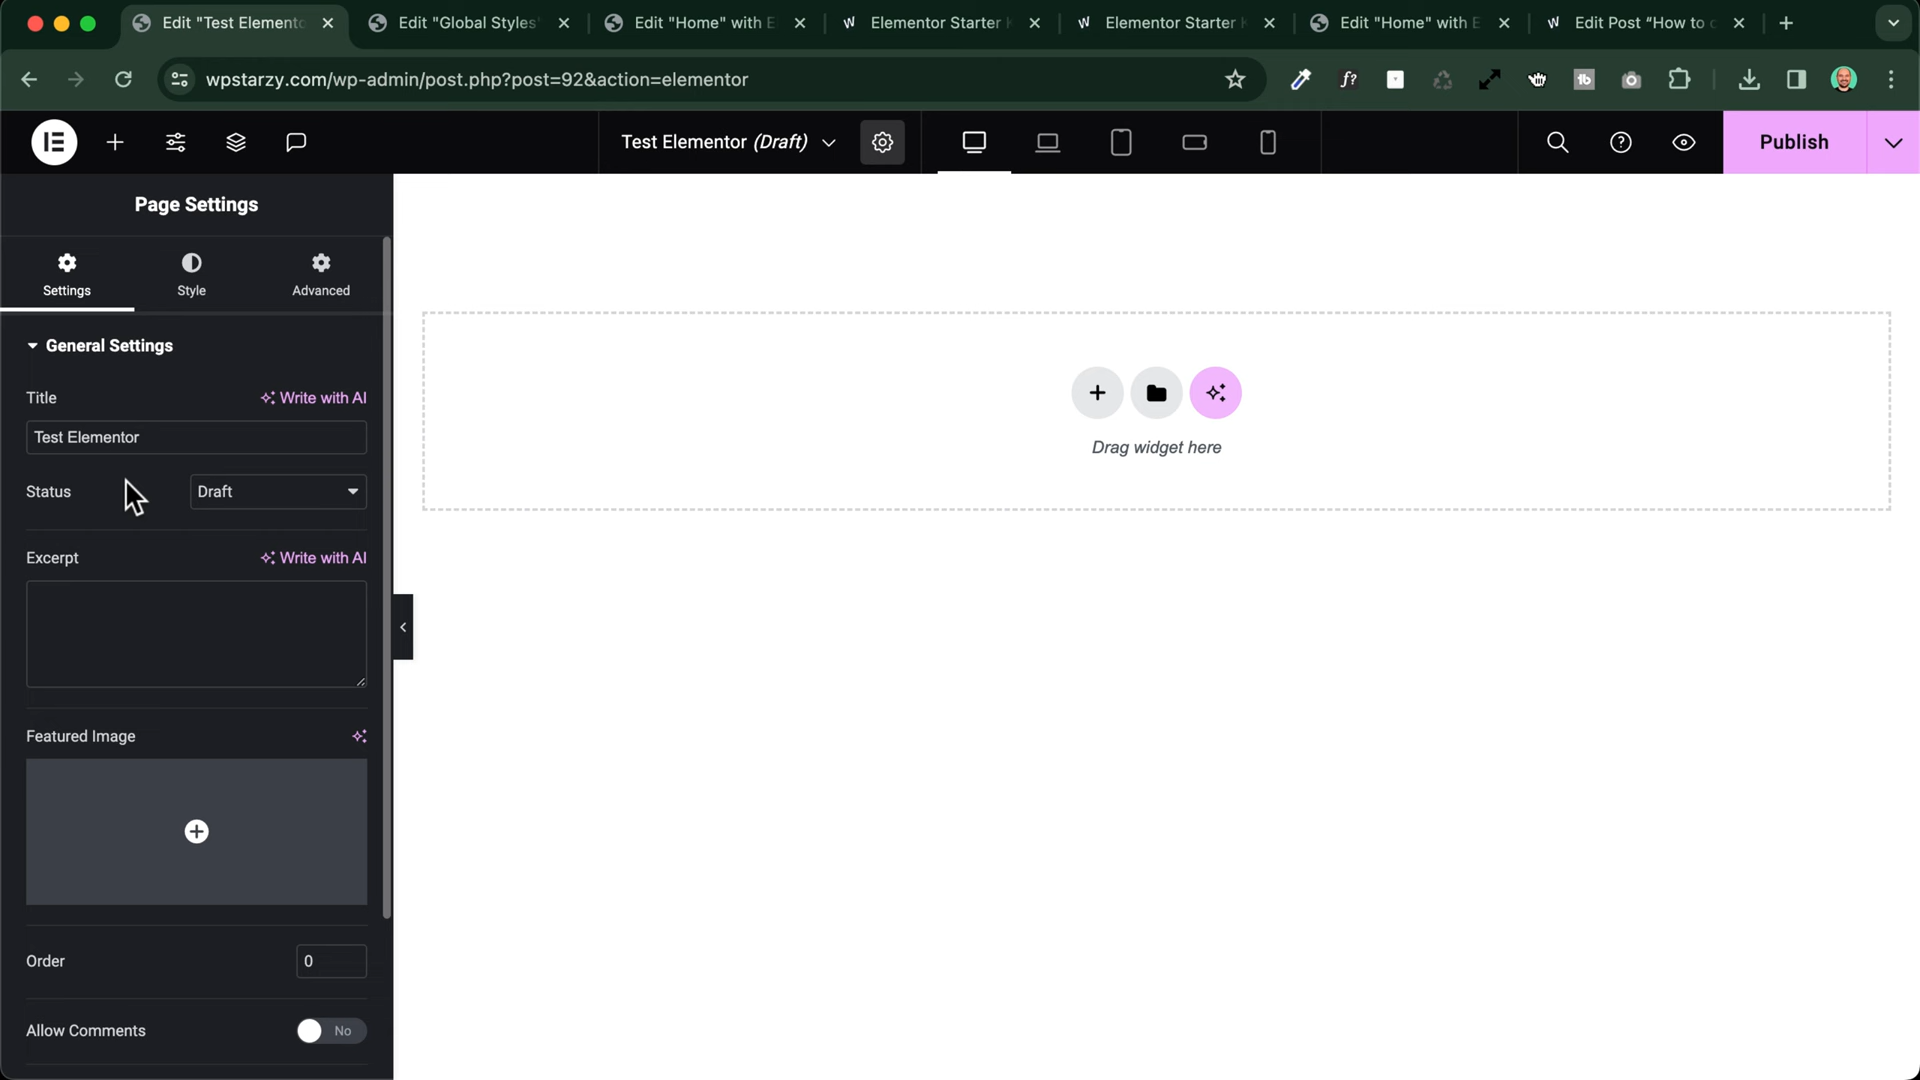 Edit "Test Elemento
Edit "Global Styles"
Edit "Home" with E
Elementor Starter K
Elementor Starter K
Edit "Home" with E
Edit Post “How to c
wpstarzy.com/wp-admin/post.php?post=92&action=elementor
Test Elementor (Draft)
Publish
Page Settings
Settings
Style
Advanced
General Settings
Title
Write with AI
Test Elementor
Status
Draft
Excerpt
Write with AI
Featured Image
Order
0
Allow Comments
No
Drag widget here